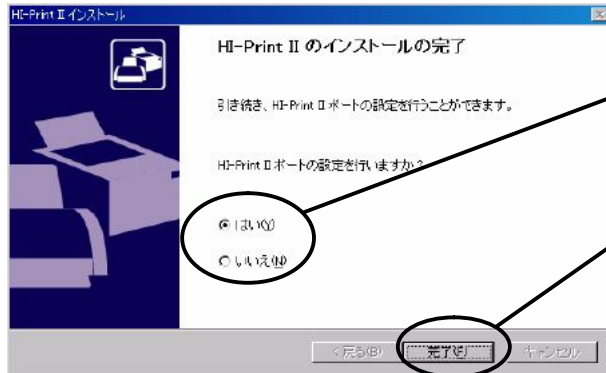 HI-Print II インストール
HI-Print II のインストールの完了
引き続き、HI-Print II ポートの設定を行うことができます。
HI-Print II ポートの設定を行いますか?
はい(Y)
いいえ(N)
< 戻る(B)
完了(F)
キャンセル